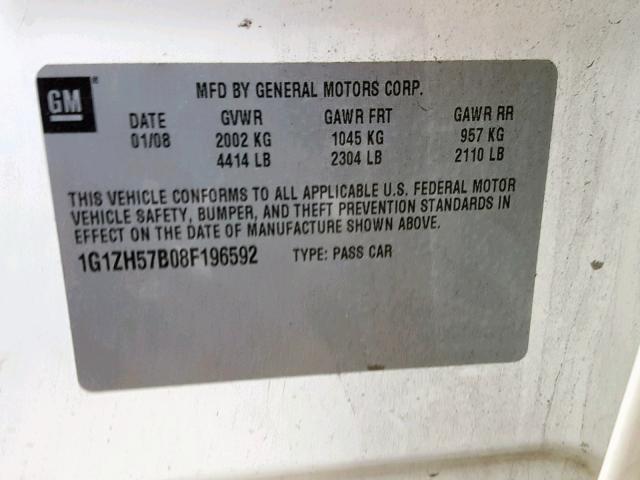 GM
MFD BY GENERAL MOTORS CORP.
DATE GVWR GAWR FRT GAWR RR
01/08 2002 KG 1045 KG 957 KG
4414 LB 2304 LB 2110 LB
THIS VEHICLE CONFORMS TO ALL APPLICABLE U.S. FEDERAL MOTOR
VEHICLE SAFETY, BUMPER, AND THEFT PREVENTION STANDARDS IN
EFFECT ON THE DATE OF MANUFACTURE SHOWN ABOVE.
1G1ZH57B08F196592 TYPE: PASS CAR